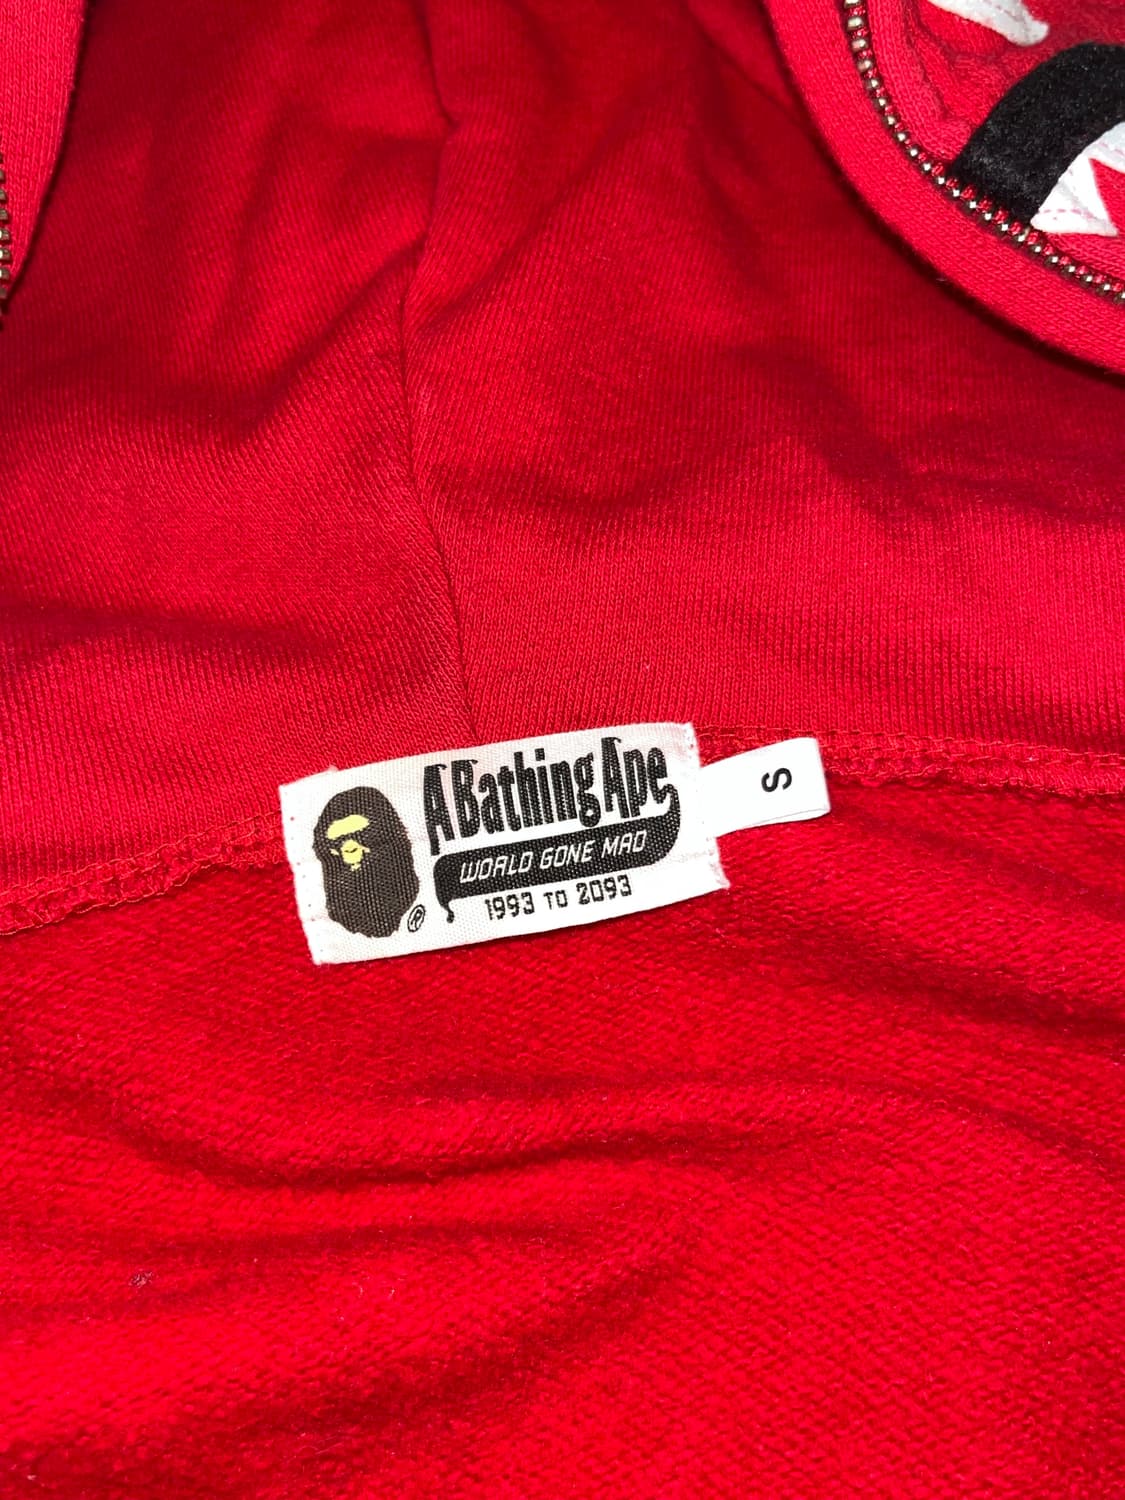 A Bathing Ape
WORLD GONE MAD
1993 TO 2093
®
S